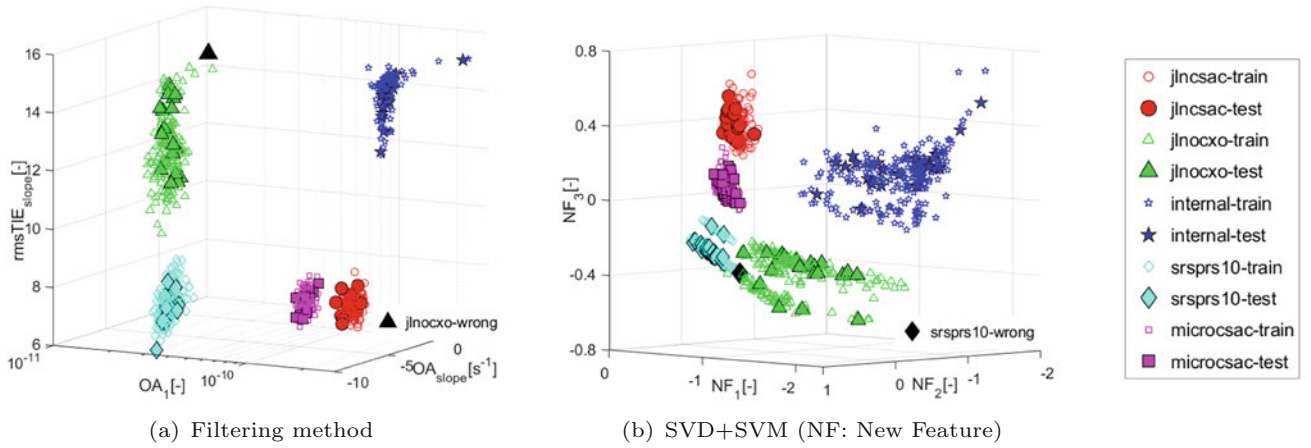 16
14
12
10
8
6
rmsTIE_slope[-]
10^-11
10^-10
-10
-5
0
OA_1[-]
OA_slope[s^-1]
jlnocxo-wrong
(a) Filtering method
0.8
0.4
0
-0.4
-0.8
NF_3[-]
0
-1
-2
1
0
-1
-2
NF_1[-]
NF_2[-]
srsprs10-wrong
(b) SVD+SVM (NF: New Feature)
jlncsac-train
jlncsac-test
jlnocxo-train
jlnocxo-test
internal-train
internal-test
srsprs10-train
srsprs10-test
microcsac-train
microcsac-test